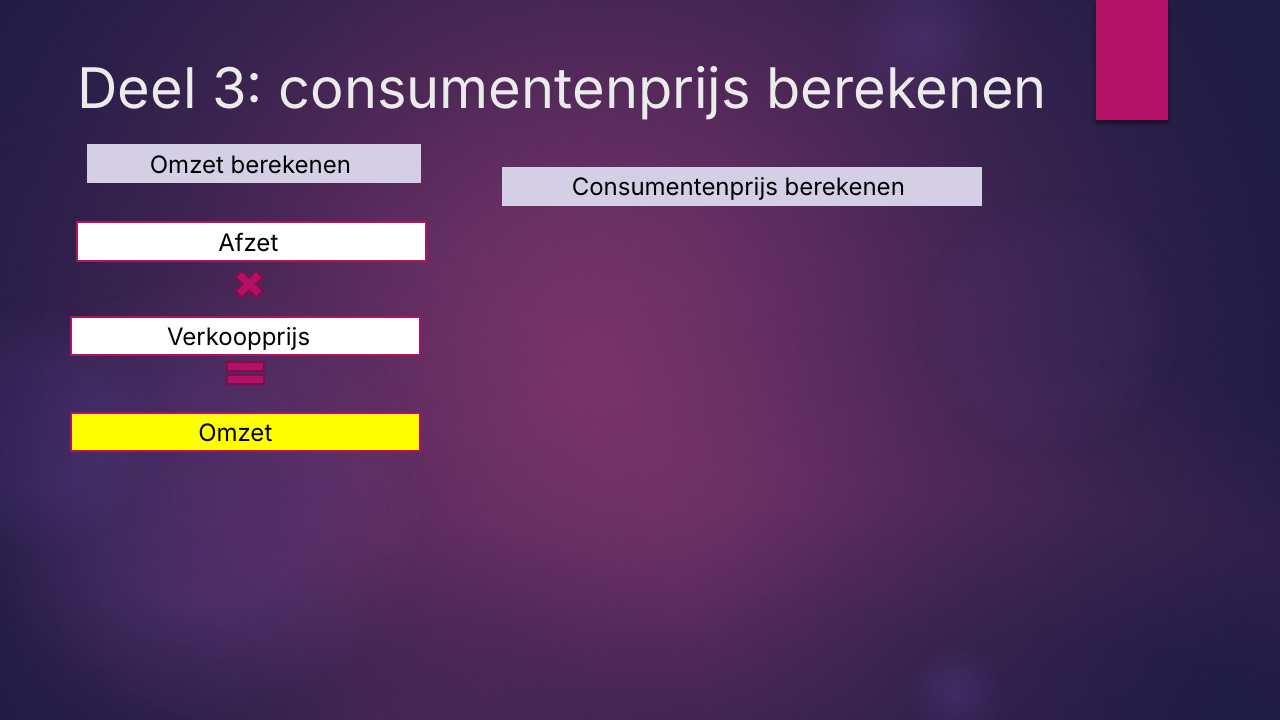 Deel 3: consumentenprijs berekenen
Omzet berekenen
Afzet
✖
Verkoopprijs
=
Omzet
Consumentenprijs berekenen